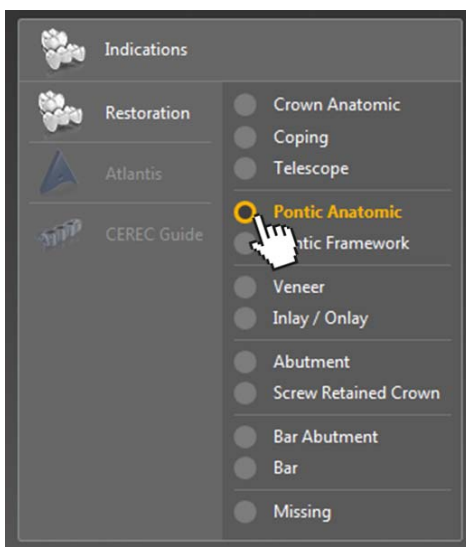 Indications
Restoration
Atlantis
CEREC Guide
Crown Anatomic
Coping
Telescope
Pontic Anatomic
Framework
Veneer
Inlay / Onlay
Abutment
Screw Retained Crown
Bar Abutment
Bar
Missing